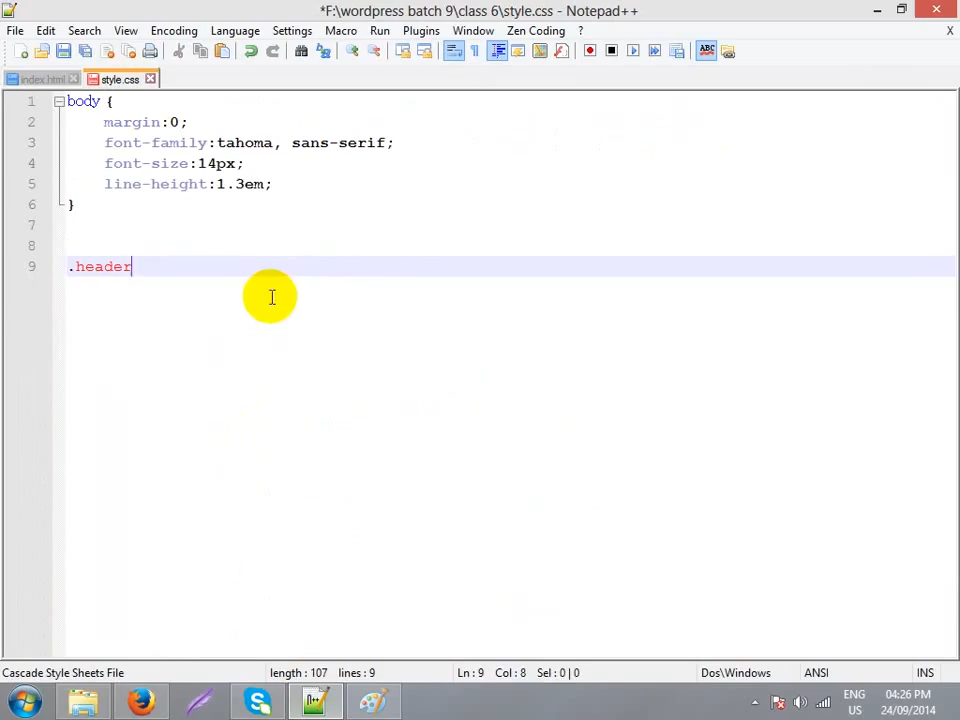 *F:\wordpress batch 9\class 6\style.css - Notepad++
File Edit Search View Encoding Language Settings Macro Run Plugins Window Zen Coding ? X
index.html style.css
1 body {
2 margin:0;
3 font-family:tahoma, sans-serif;
4 font-size:14px;
5 line-height:1.3em;
6 }
7
8
9 .header
Cascade Style Sheets File length : 107 lines : 9 Ln : 9 Col : 8 Sel : 0 | 0 Dos\Windows ANSI INS
ENG 04:26 PM
US 24/09/2014